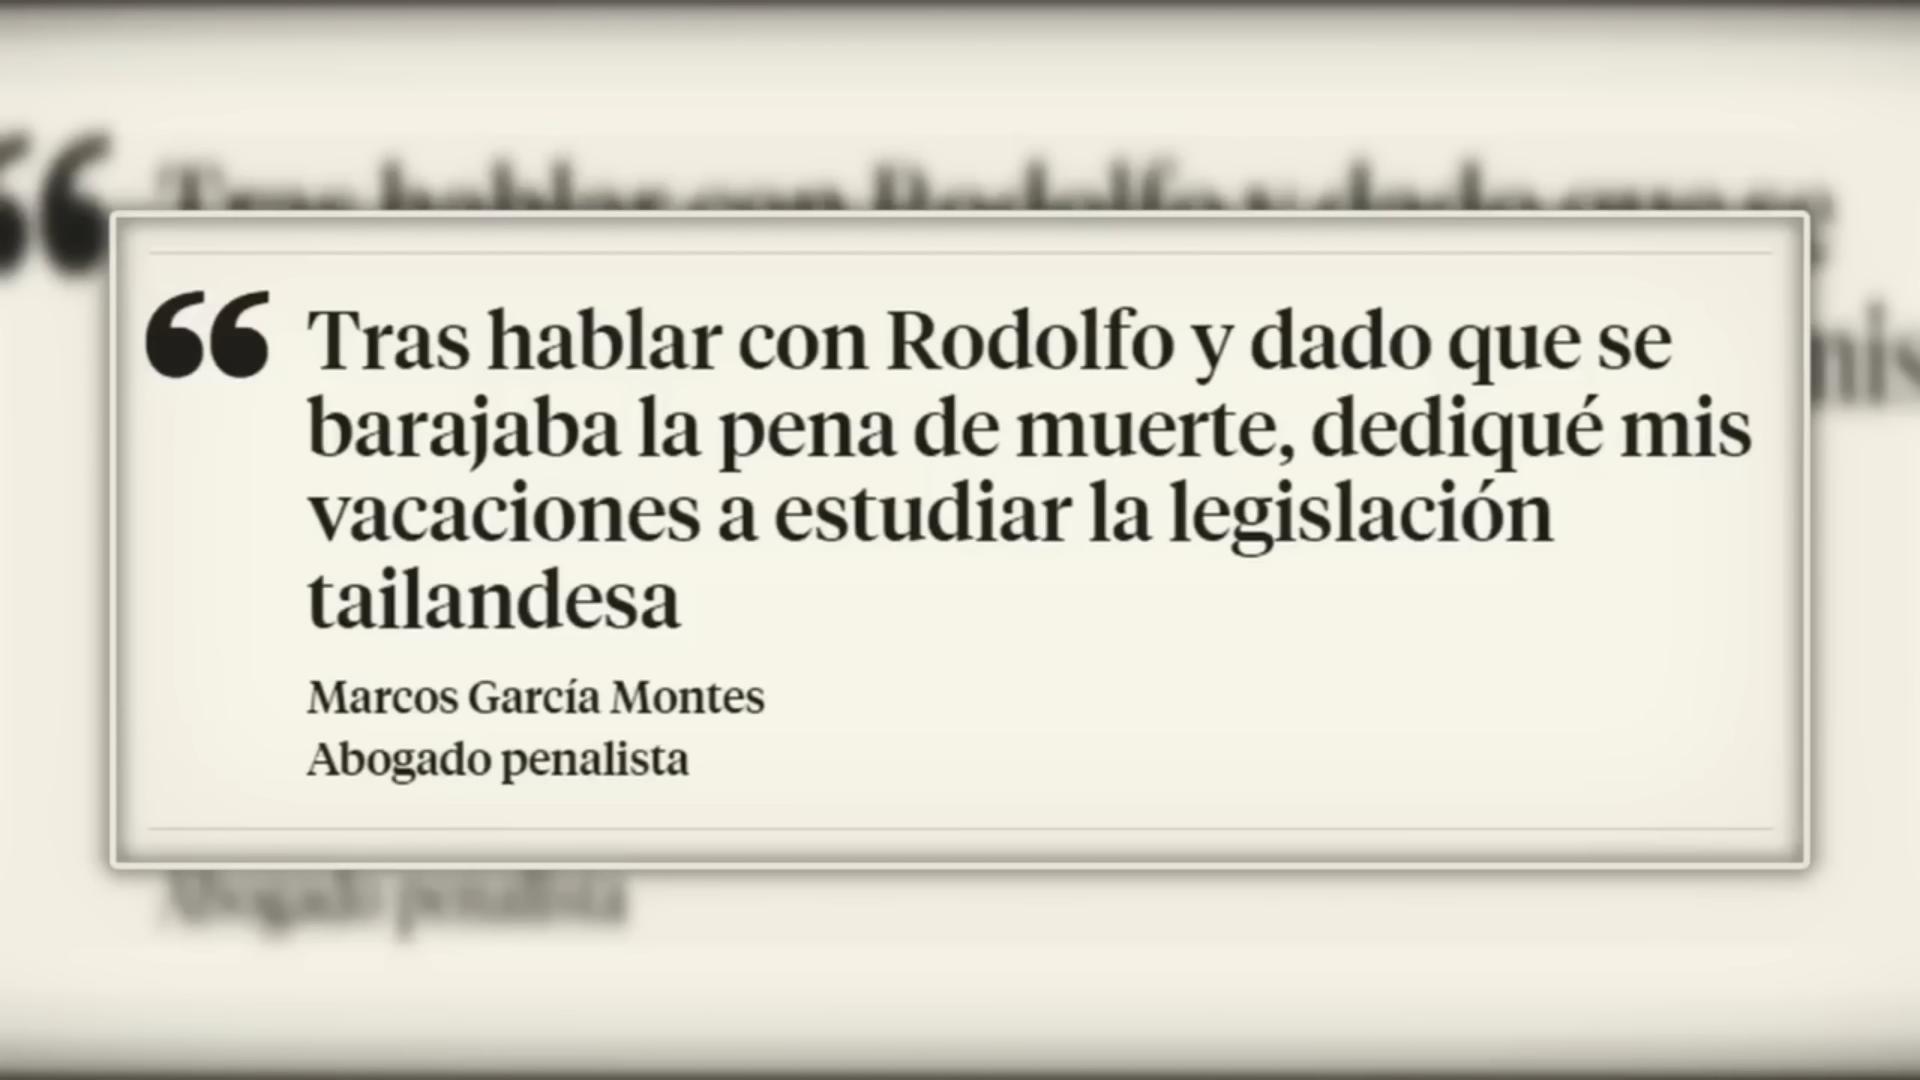 “ Tras hablar con Rodolfo y dado que se
barajaba la pena de muerte, dediqué mis
vacaciones a estudiar la legislación
tailandesa
Marcos García Montes
Abogado penalista